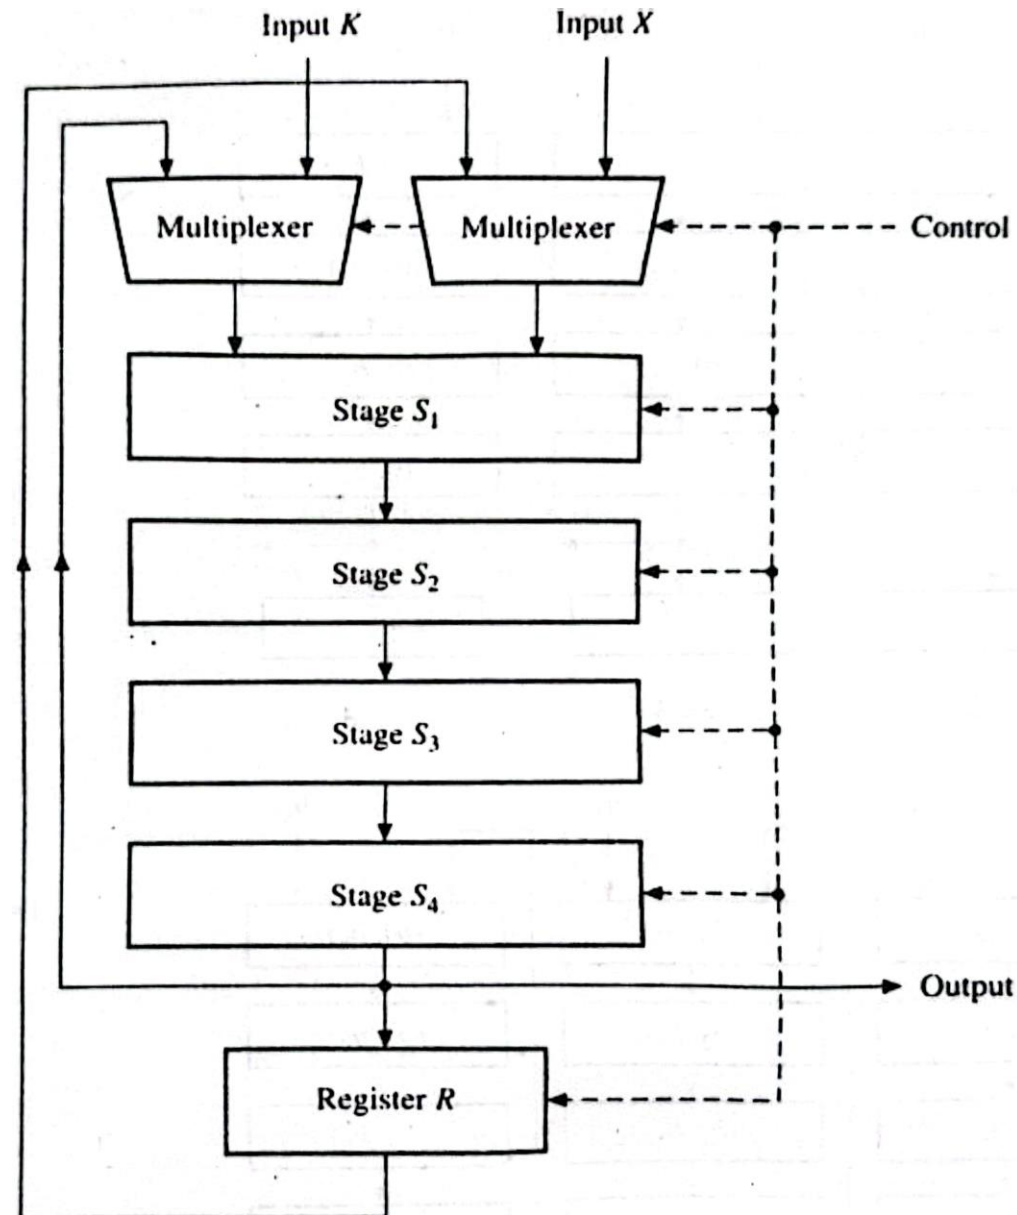 Input K
Input X
Multiplexer
Multiplexer
Control
Stage S₁
Stage S₂
Stage S₃
Stage S₄
Output
Register R